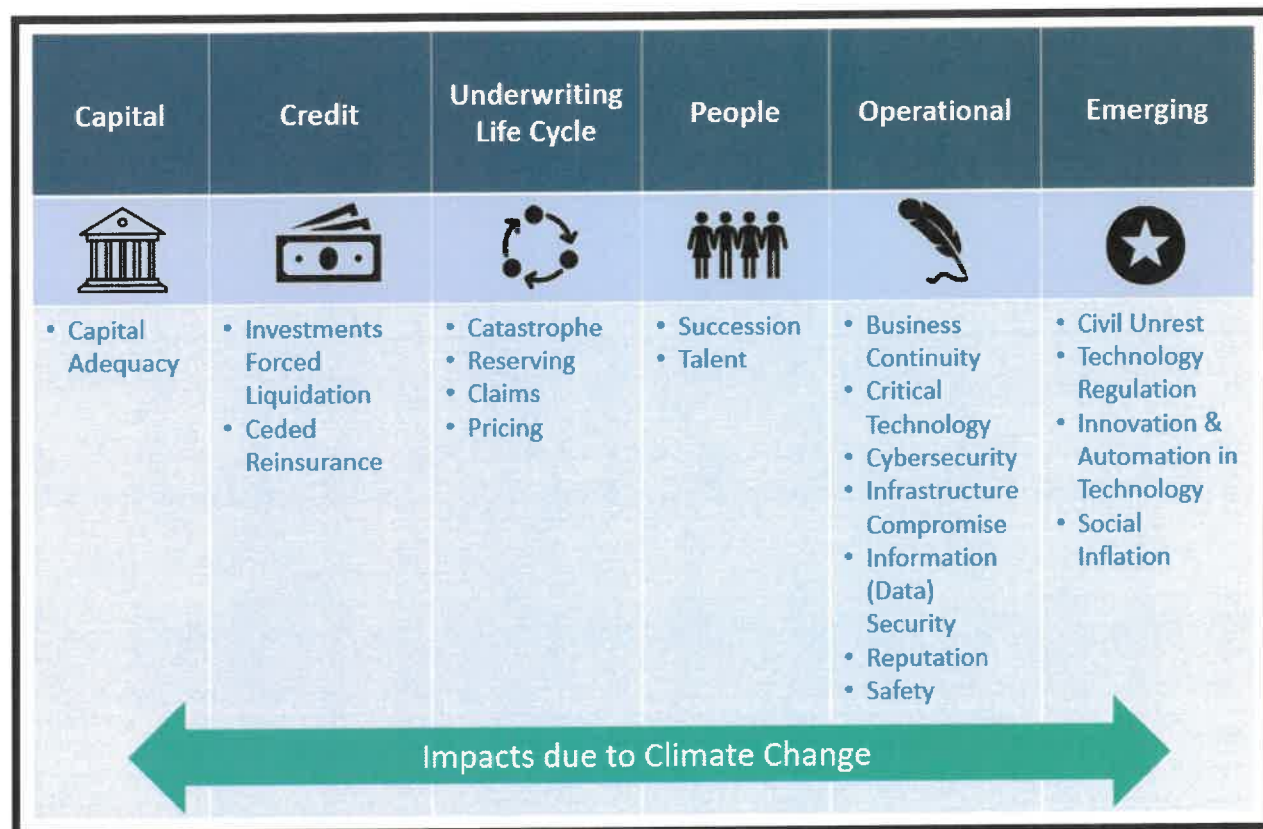 Capital
Credit
Underwriting
Life Cycle
People
Operational
Emerging
• Capital
Adequacy
• Investments
Forced
Liquidation
• Ceded
Reinsurance
• Catastrophe
• Reserving
• Claims
• Pricing
• Succession
• Talent
• Business
Continuity
• Critical
Technology
• Cybersecurity
• Infrastructure
Compromise
• Information
(Data)
Security
• Reputation
• Safety
• Civil Unrest
• Technology
Regulation
• Innovation &
Automation in
Technology
• Social
Inflation
Impacts due to Climate Change